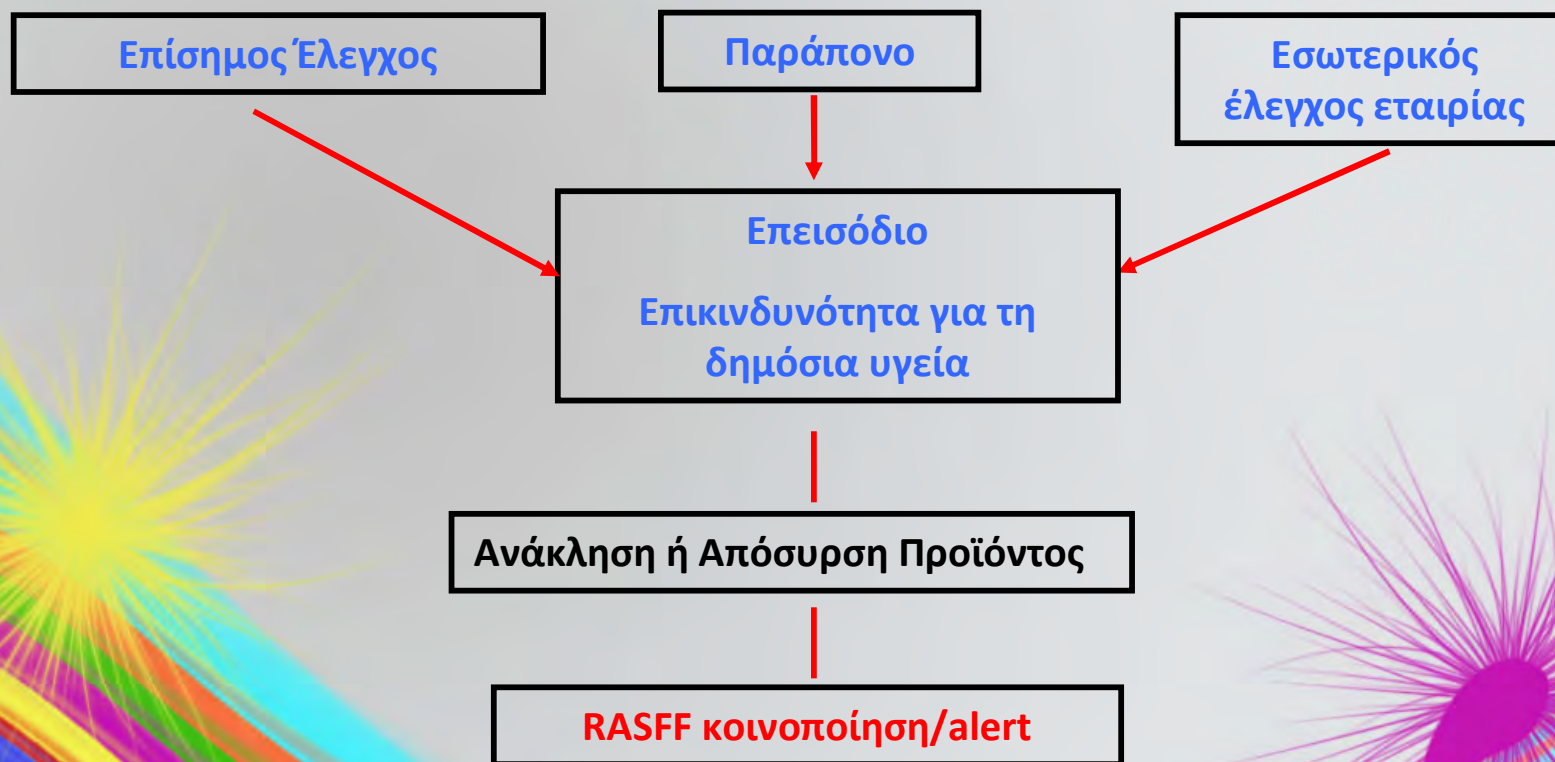 Επίσημος Έλεγχος
Παράπονο
Εσωτερικός
έλεγχος εταιρίας
Επεισόδιο
Επικινδυνότητα για τη
δημόσια υγεία
Ανάκληση ή Απόσυρση Προϊόντος
RASFF κοινοποίηση/alert